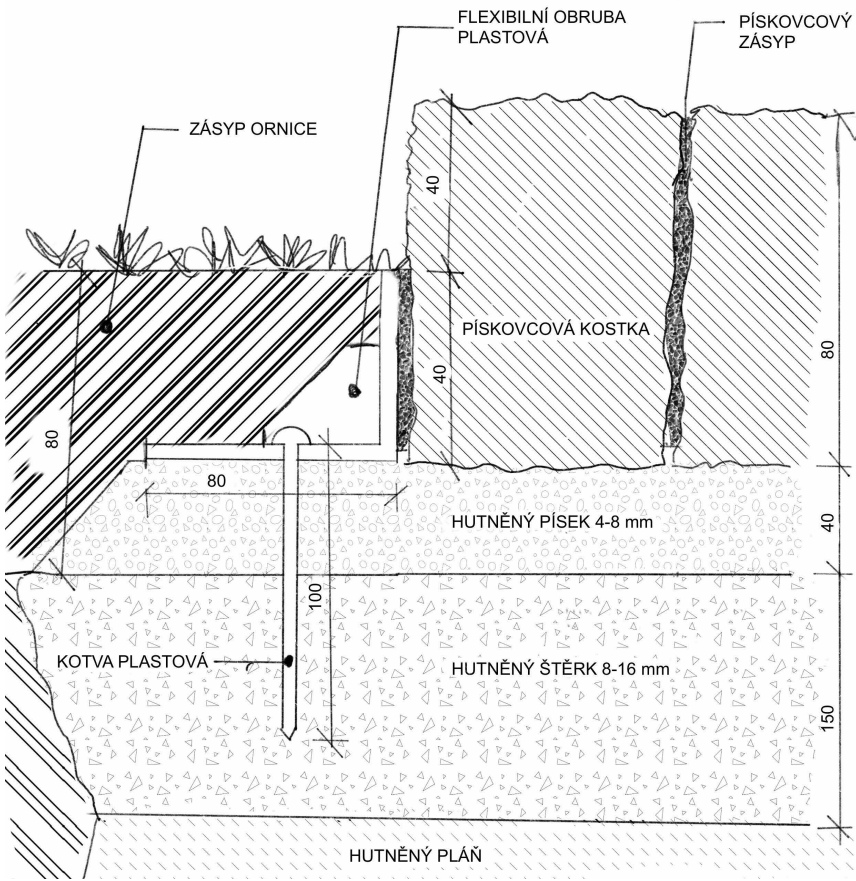 FLEXIBILNÍ OBRUBA
PLASTOVÁ
PÍSKOVCOVÝ
ZÁSYP
ZÁSYP ORNICE
40
PÍSKOVCOVÁ KOSTKA
40
80
80
80
HUTNĚNÝ PÍSEK 4-8 mm
40
100
KOTVA PLASTOVÁ
HUTNĚNÝ ŠTĚRK 8-16 mm
150
HUTNĚNÝ PLÁŇ